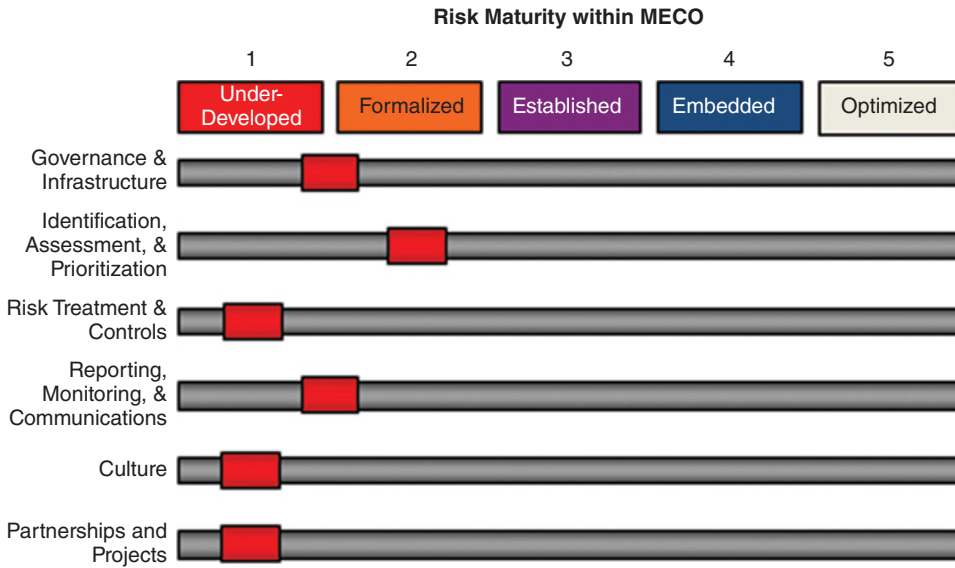 Risk Maturity within MECO
1 2 3 4 5
Under-
Developed
Formalized
Established
Embedded
Optimized
Governance &
Infrastructure
Identification,
Assessment, &
Prioritization
Risk Treatment &
Controls
Reporting,
Monitoring, &
Communications
Culture
Partnerships and
Projects